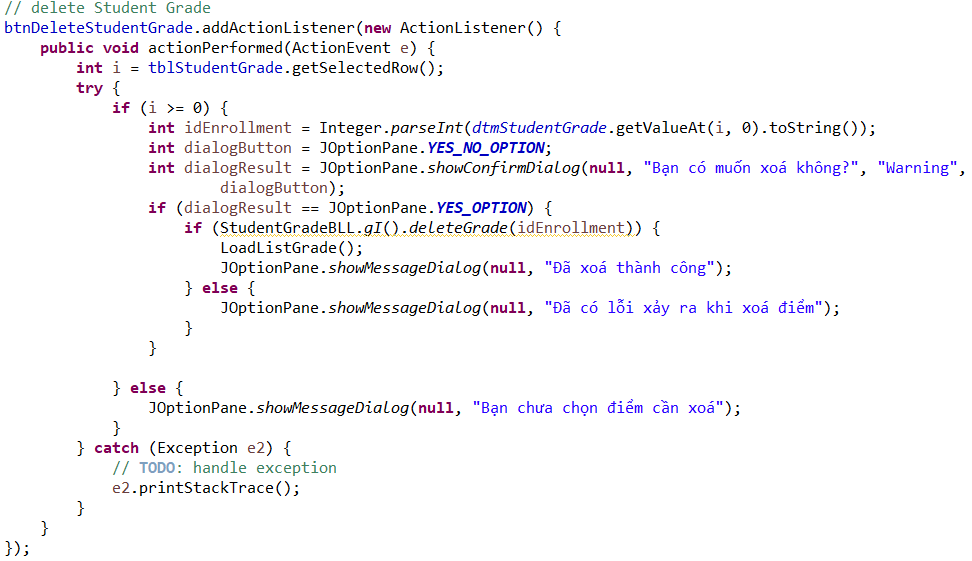 // delete Student Grade
btnDeleteStudentGrade.addActionListener(new ActionListener() {
    public void actionPerformed(ActionEvent e) {
        int i = tblStudentGrade.getSelectedRow();
        try {
            if (i >= 0) {
                int idEnrollment = Integer.parseInt(dtmStudentGrade.getValueAt(i, 0).toString());
                int dialogButton = JOptionPane.YES_NO_OPTION;
                int dialogResult = JOptionPane.showConfirmDialog(null, "Bạn có muốn xoá không?", "Warning",
                        dialogButton);
                if (dialogResult == JOptionPane.YES_OPTION) {
                    if (StudentGradeBLL.gI().deleteGrade(idEnrollment)) {
                        LoadListGrade();
                        JOptionPane.showMessageDialog(null, "Đã xoá thành công");
                    } else {
                        JOptionPane.showMessageDialog(null, "Đã có lỗi xảy ra khi xoá điểm");
                    }
                }

            } else {
                JOptionPane.showMessageDialog(null, "Bạn chưa chọn điểm cần xoá");
            }
        } catch (Exception e2) {
            // TODO: handle exception
            e2.printStackTrace();
        }
    }
});